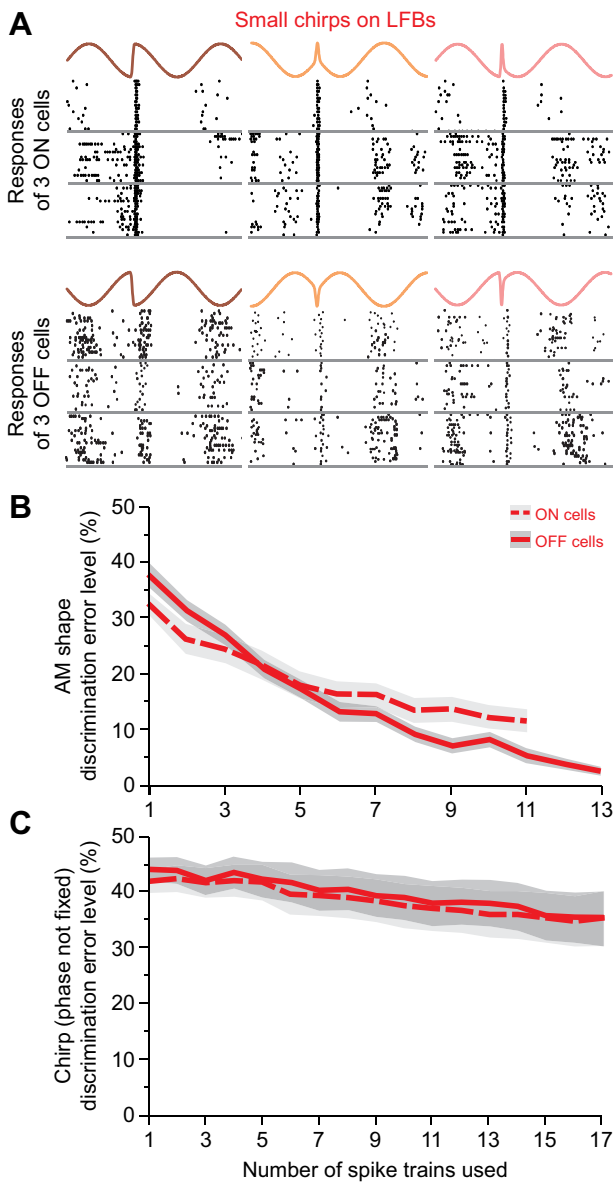 A
Small chirps on LFBs
Responses
of 3 ON cells
Responses
of 3 OFF cells
B
AM shape
discrimination error level (%)
50
40
30
20
10
0
ON cells
OFF cells
1
3
5
7
9
11
13
C
Chirp (phase not fixed)
discrimination error level (%)
50
40
30
20
10
0
1
3
5
7
9
11
13
15
17
Number of spike trains used